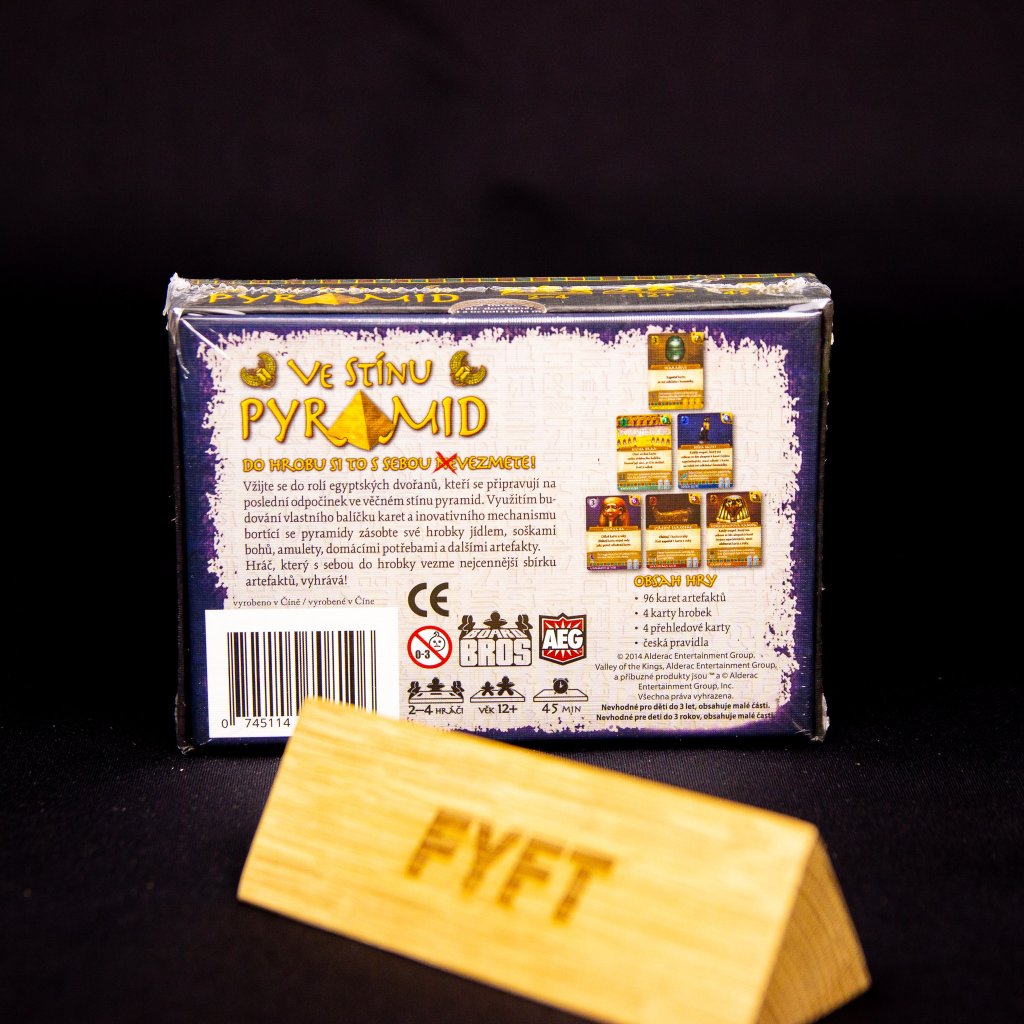 PYRAMID
2–4
12+
VE STÍNU
PYRAMID
DO HROBU SI TO S SEBOU NEVEZMETE!
Vžijte se do rolí egyptských dvořanů, kteří se připravují na
poslední odpočinek ve věčném stínu pyramid. Využitím bu-
dování vlastního balíčku karet a inovativního mechanismu
bortící se pyramidy zásobte své hrobky jídlem, soškami
bohů, amulety, domácími potřebami a dalšími artefakty.
Hráč, který s sebou do hrobky vezme nejcennější sbírku
artefaktů, vyhrává!
vyrobeno v Číně / vyrobené v Číne
0 745114
CE
0-3
BOARD
BROS
AEG
2–4 HRÁČI
VĚK 12+
45 MIN
OBSAH HRY
• 96 karet artefaktů
• 4 karty hrobek
• 4 přehledové karty
• česká pravidla
© 2014 Alderac Entertainment Group.
Valley of the Kings, Alderac Entertainment Group,
a příbuzné produkty jsou ™ a © Alderac
Entertainment Group, Inc.
Všechna práva vyhrazena.
Nevhodné pro děti do 3 let, obsahuje malé části.
Nevhodné pre deti do 3 rokov, obsahuje malé časti.
FYFT